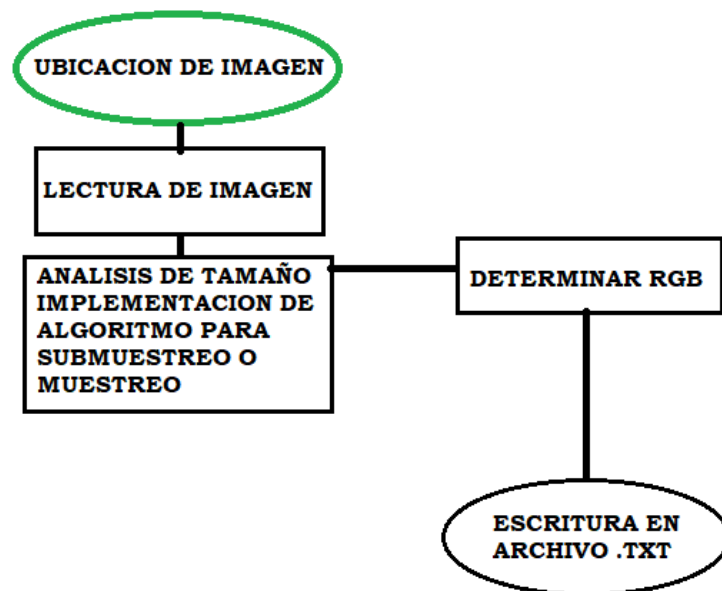 UBICACION DE IMAGEN
LECTURA DE IMAGEN
ANALISIS DE TAMAÑO
IMPLEMENTACION DE
ALGORITMO PARA
SUBMUESTREO O
MUESTREO
DETERMINAR RGB
ESCRITURA EN
ARCHIVO .TXT